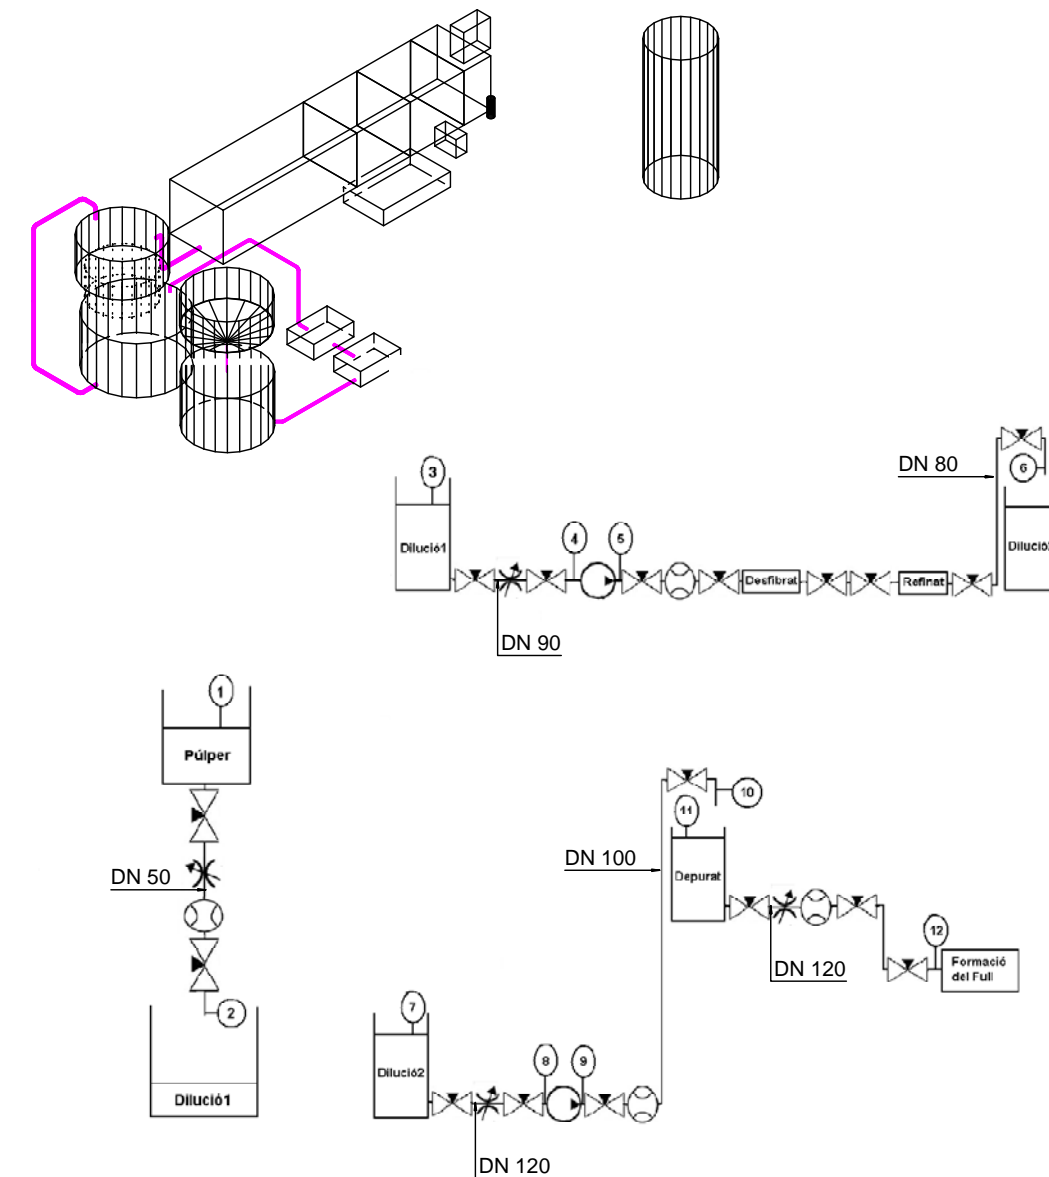 DN 80
3
6
Dilució1
4
5
Dilució
Desfibrat
Refinat
DN 90
1
Púlper
DN 50
2
Dilució1
10
11
DN 100
Depurat
DN 120
12
Formació
del Full
7
Dilució2
8
9
DN 120